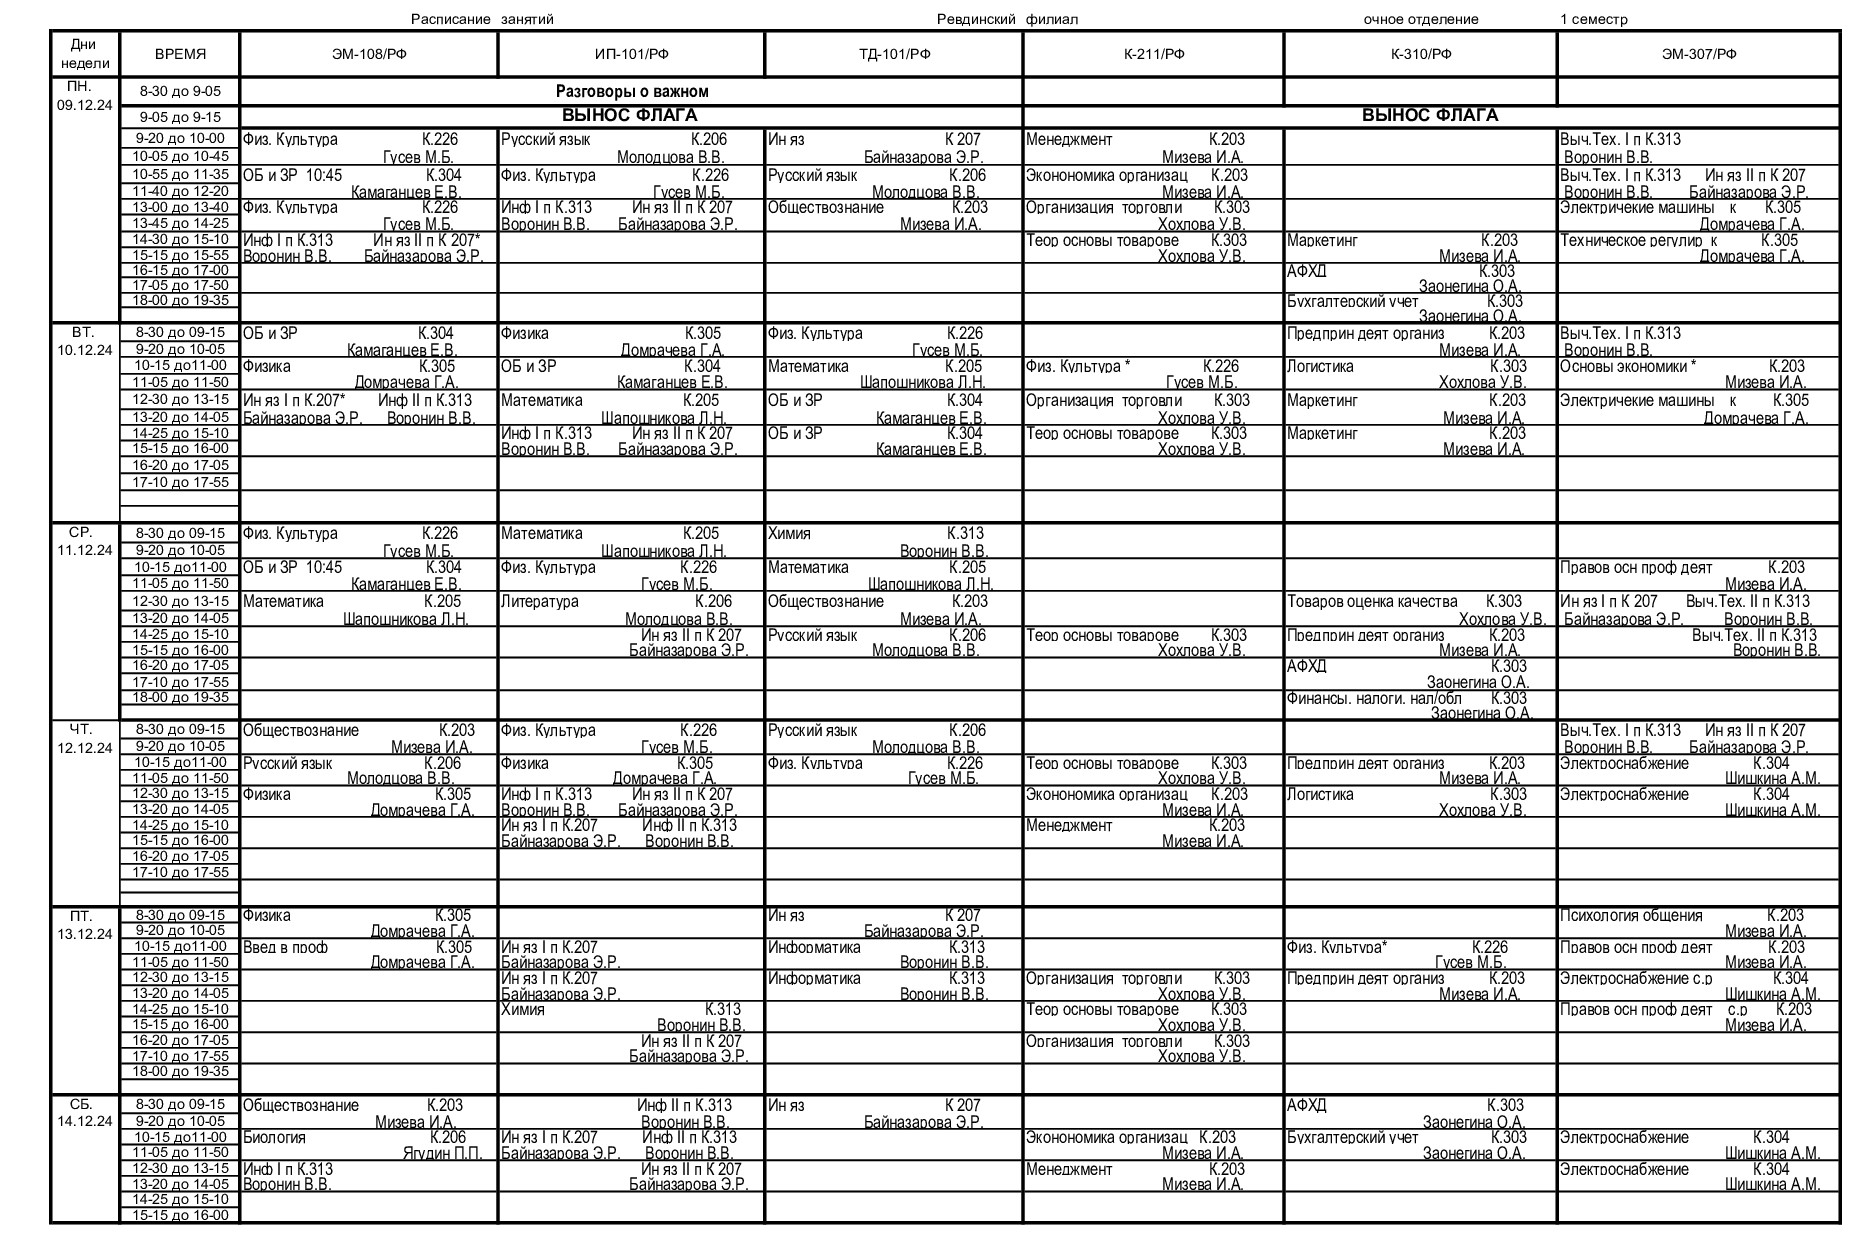 Расписание занятий Ревдинский филиал очное отделение 1 семестр
Дни недели ВРЕМЯ ЭМ-108/РФ ИП-101/РФ ТД-101/РФ К-211/РФ К-310/РФ ЭМ-307/РФ
ПН. 8-30 до 9-05 Разговоры о важном
09.12.24
9-05 до 9-15 ВЫНОС ФЛАГА ВЫНОС ФЛАГА
9-20 до 10-00 Физ. Культура К.226 Русский язык К.206 Ин яз К 207 Менеджмент К.203 Выч.Тех. I п К.313
10-05 до 10-45 Гусев М.Б. Молодцова В.В. Байназарова Э.Р. Мизева И.А. Воронин В.В.
10-55 до 11-35 ОБ и ЗР 10:45 К.304 Физ. Культура К.226 Русский язык К.206 Экономика организац К.203 Выч.Тех. I п К.313 Ин яз II п К 207
11-40 до 12-20 Камаганцев Е.В. Гусев М.Б. Молодцова В.В. Мизева И.А. Воронин В.В. Байназарова Э.Р.
13-00 до 13-40 Физ. Культура К.226 Инф I п К.313 Ин яз II п К 207 Обществознание К.203 Организация торговли К.303 Электричекие машины к К.305
13-45 до 14-25 Гусев М.Б. Воронин В.В. Байназарова Э.Р. Мизева И.А. Хохлова У.В. Домрачева Г.А.
14-30 до 15-10 Инф I п К.313 Ин яз II п К 207* Теор основы товарове К.303 Маркетинг К.203 Техническое регулир к К.305
15-15 до 15-55 Воронин В.В. Байназарова Э.Р. Хохлова У.В. Мизева И.А. Домрачева Г.А.
16-15 до 17-00 АФХД К.303
17-05 до 17-50 Заонегина О.А.
18-00 до 19-35 Бухгалтерский учет К.303
Заонегина О.А.
ВТ. 8-30 до 09-15 ОБ и ЗР К.304 Физика К.305 Физ. Культура К.226 Предприн деят организ К.203 Выч.Тех. I п К.313
10.12.24 9-20 до 10-05 Камаганцев Е.В. Домрачева Г.А. Гусев М.Б. Мизева И.А. Воронин В.В.
10-15 до11-00 Физика К.305 ОБ и ЗР К.304 Математика К.205 Физ. Культура * К.226 Логистика К.303 Основы экономики * К.203
11-05 до 11-50 Домрачева Г.А. Камаганцев Е.В. Шапошникова Л.Н. Гусев М.Б. Хохлова У.В. Мизева И.А.
12-30 до 13-15 Ин яз I п К.207* Инф II п К.313 Математика К.205 ОБ и ЗР К.304 Организация торговли К.303 Маркетинг К.203 Электричекие машины к К.305
13-20 до 14-05 Байназарова Э.Р. Воронин В.В. Шапошникова Л.Н. Камаганцев Е.В. Хохлова У.В. Мизева И.А. Домрачева Г.А.
14-25 до 15-10 Инф I п К.313 Ин яз II п К 207 ОБ и ЗР К.304 Теор основы товарове К.303 Маркетинг К.203
15-15 до 16-00 Воронин В.В. Байназарова Э.Р. Камаганцев Е.В. Хохлова У.В. Мизева И.А.
16-20 до 17-05
17-10 до 17-55
СР. 8-30 до 09-15 Физ. Культура К.226 Математика К.205 Химия К.313
11.12.24 9-20 до 10-05 Гусев М.Б. Шапошникова Л.Н. Воронин В.В.
10-15 до11-00 ОБ и ЗР 10:45 К.304 Физ. Культура К.226 Математика К.205 Правов осн проф деят К.203
11-05 до 11-50 Камаганцев Е.В. Гусев М.Б. Шапошникова Л.Н. Мизева И.А.
12-30 до 13-15 Математика К.205 Литература К.206 Обществознание К.203 Товаров оценка качества К.303 Ин яз I п К 207 Выч.Тех. II п К.313
13-20 до 14-05 Шапошникова Л.Н. Молодцова В.В. Мизева И.А. Хохлова У.В. Байназарова Э.Р. Воронин В.В.
14-25 до 15-10 Ин яз II п К 207 Русский язык К.206 Теор основы товарове К.303 Предприн деят организ К.203 Выч.Тех. II п К.313
15-15 до 16-00 Байназарова Э.Р. Молодцова В.В. Хохлова У.В. Мизева И.А. Воронин В.В.
16-20 до 17-05 АФХД К.303
17-10 до 17-55 Заонегина О.А.
18-00 до 19-35 Финансы. налоги. нал/обл К.303
Заонегина О.А.
ЧТ. 8-30 до 09-15 Обществознание К.203 Физ. Культура К.226 Русский язык К.206 Выч.Тех. I п К.313 Ин яз II п К 207
12.12.24 9-20 до 10-05 Мизева И.А. Гусев М.Б. Молодцова В.В. Воронин В.В. Байназарова Э.Р.
10-15 до11-00 Русский язык К.206 Физика К.305 Физ. Культура К.226 Теор основы товарове К.303 Предприн деят организ К.203 Электроснабжение К.304
11-05 до 11-50 Молодцова В.В. Домрачева Г.А. Гусев М.Б. Хохлова У.В. Мизева И.А. Шишкина А.М.
12-30 до 13-15 Физика К.305 Инф I п К.313 Ин яз II п К 207 Экономика организац К.203 Логистика К.303 Электроснабжение К.304
13-20 до 14-05 Домрачева Г.А. Воронин В.В. Байназарова Э.Р. Мизева И.А. Хохлова У.В. Шишкина А.М.
14-25 до 15-10 Ин яз I п К.207 Инф II п К.313 Менеджмент К.203
15-15 до 16-00 Байназарова Э.Р. Воронин В.В. Мизева И.А.
16-20 до 17-05
17-10 до 17-55
ПТ. 8-30 до 09-15 Физика К.305 Ин яз К 207 Психология общения К.203
13.12.24 9-20 до 10-05 Домрачева Г.А. Байназарова Э.Р. Мизева И.А.
10-15 до11-00 Введ в проф К.305 Ин яз I п К.207 Информатика К.313 Физ. Культура* К.226 Правов осн проф деят К.203
11-05 до 11-50 Домрачева Г.А. Байназарова Э.Р. Воронин В.В. Гусев М.Б. Мизева И.А.
12-30 до 13-15 Ин яз I п К.207 Информатика К.313 Организация торговли К.303 Предприн деят организ К.203 Электроснабжение с.р К.304
13-20 до 14-05 Байназарова Э.Р. Воронин В.В. Хохлова У.В. Мизева И.А. Шишкина А.М.
14-25 до 15-10 Химия К.313 Теор основы товарове К.303 Правов осн проф деят с.р К.203
15-15 до 16-00 Воронин В.В. Хохлова У.В. Мизева И.А.
16-20 до 17-05 Ин яз II п К 207 Организация торговли К.303
17-10 до 17-55 Байназарова Э.Р. Хохлова У.В.
18-00 до 19-35
СБ. 8-30 до 09-15 Обществознание К.203 Инф II п К.313 Ин яз К 207 АФХД К.303
14.12.24 9-20 до 10-05 Мизева И.А. Воронин В.В. Байназарова Э.Р. Заонегина О.А.
10-15 до11-00 Биология К.206 Ин яз I п К.207 Инф II п К.313 Экономика организац К.203 Бухгалтерский учет К.303 Электроснабжение К.304
11-05 до 11-50 Ягудин П.П. Байназарова Э.Р. Воронин В.В. Мизева И.А. Заонегина О.А. Шишкина А.М.
12-30 до 13-15 Инф I п К.313 Ин яз II п К 207 Менеджмент К.203 Электроснабжение К.304
13-20 до 14-05 Воронин В.В. Байназарова Э.Р. Мизева И.А. Шишкина А.М.
14-25 до 15-10
15-15 до 16-00